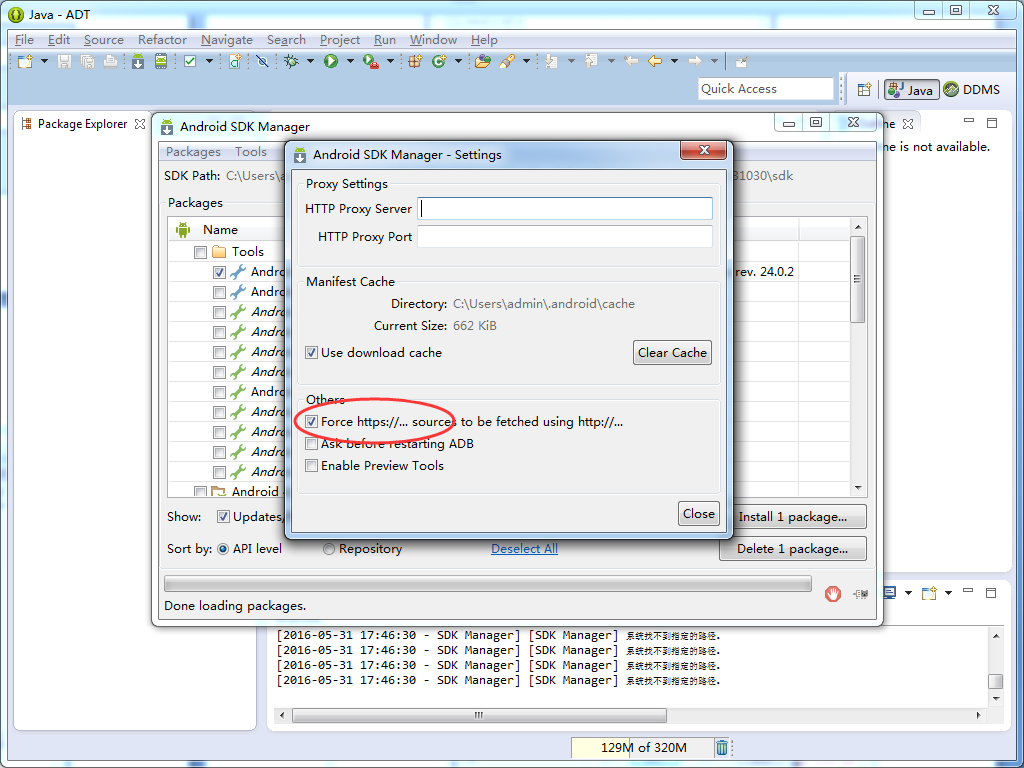 Java - ADT
File Edit Source Refactor Navigate Search Project Run Window Help
Quick Access
Java
DDMS
Package Explorer
Android SDK Manager
ne
ne is not available.
Packages Tools
SDK Path: C:\Users\
31030\sdk
Packages
Name
Tools
Andro
rev. 24.0.2
Andro
Andro
Andro
Andro
Andro
Andro
Andro
Andro
Andro
Andro
Android
Show: Updates/
Install 1 package...
Sort by: API level Repository Deselect All
Delete 1 package...
Done loading packages.
Android SDK Manager - Settings
Proxy Settings
HTTP Proxy Server
HTTP Proxy Port
Manifest Cache
Directory: C:\Users\admin\.android\cache
Current Size: 662 KiB
Use download cache
Clear Cache
Others
Force https://... sources to be fetched using http://...
Ask before restarting ADB
Enable Preview Tools
Close
[2016-05-31 17:46:30 - SDK Manager] [SDK Manager] 系统找不到指定的路径.
[2016-05-31 17:46:30 - SDK Manager] [SDK Manager] 系统找不到指定的路径.
[2016-05-31 17:46:30 - SDK Manager] [SDK Manager] 系统找不到指定的路径.
[2016-05-31 17:46:30 - SDK Manager] [SDK Manager] 系统找不到指定的路径.
129M of 320M